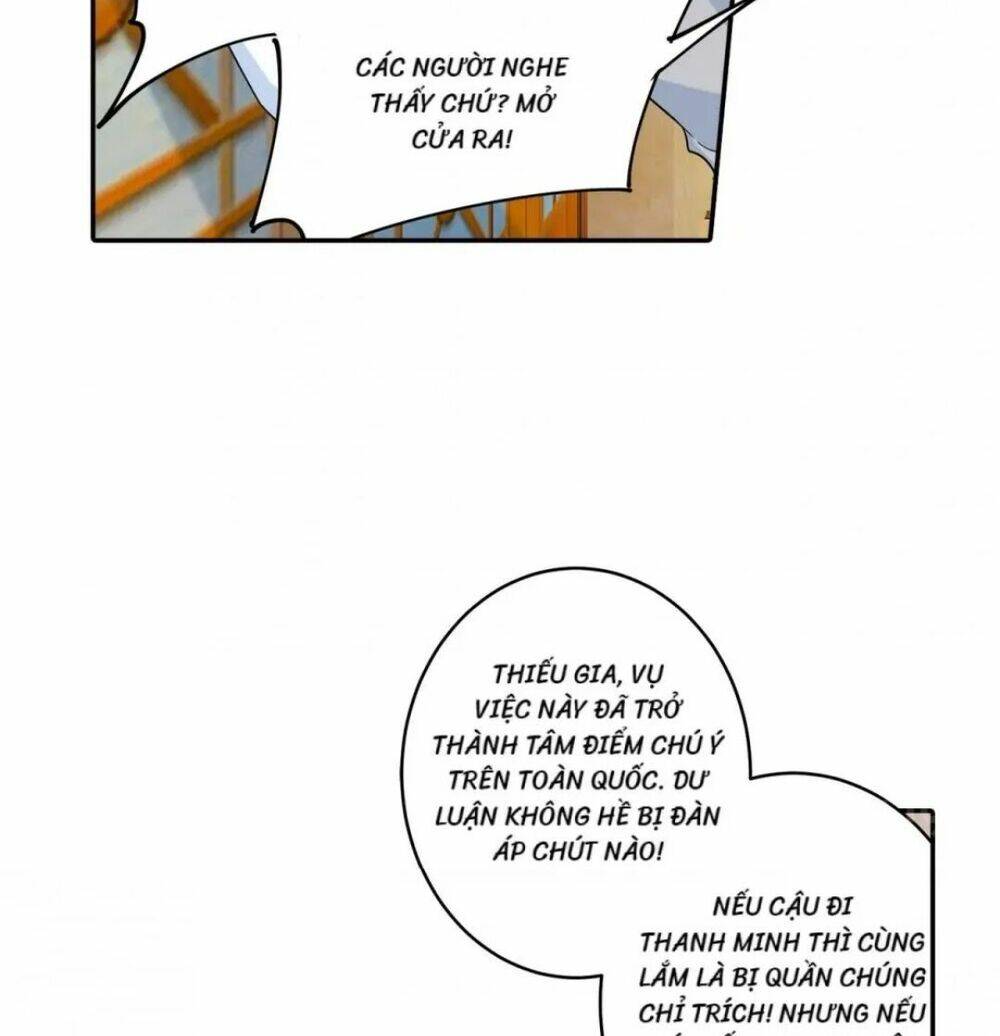 CÁC NGƯỜI NGHE
THẤY CHỨ? MỞ
CỬA RA!
THIẾU GIA, VỤ
VIỆC NÀY ĐÃ TRỞ
THÀNH TÂM ĐIỂM CHÚ Ý
TRÊN TOÀN QUỐC. DƯ
LUẬN KHÔNG HỀ BỊ ĐÀN
ÁP CHÚT NÀO!
NẾU CẬU ĐI
THANH MINH THÌ CÙNG
LẮM LÀ BỊ QUẦN CHÚNG
CHỈ TRÍCH! NHƯNG NẾU